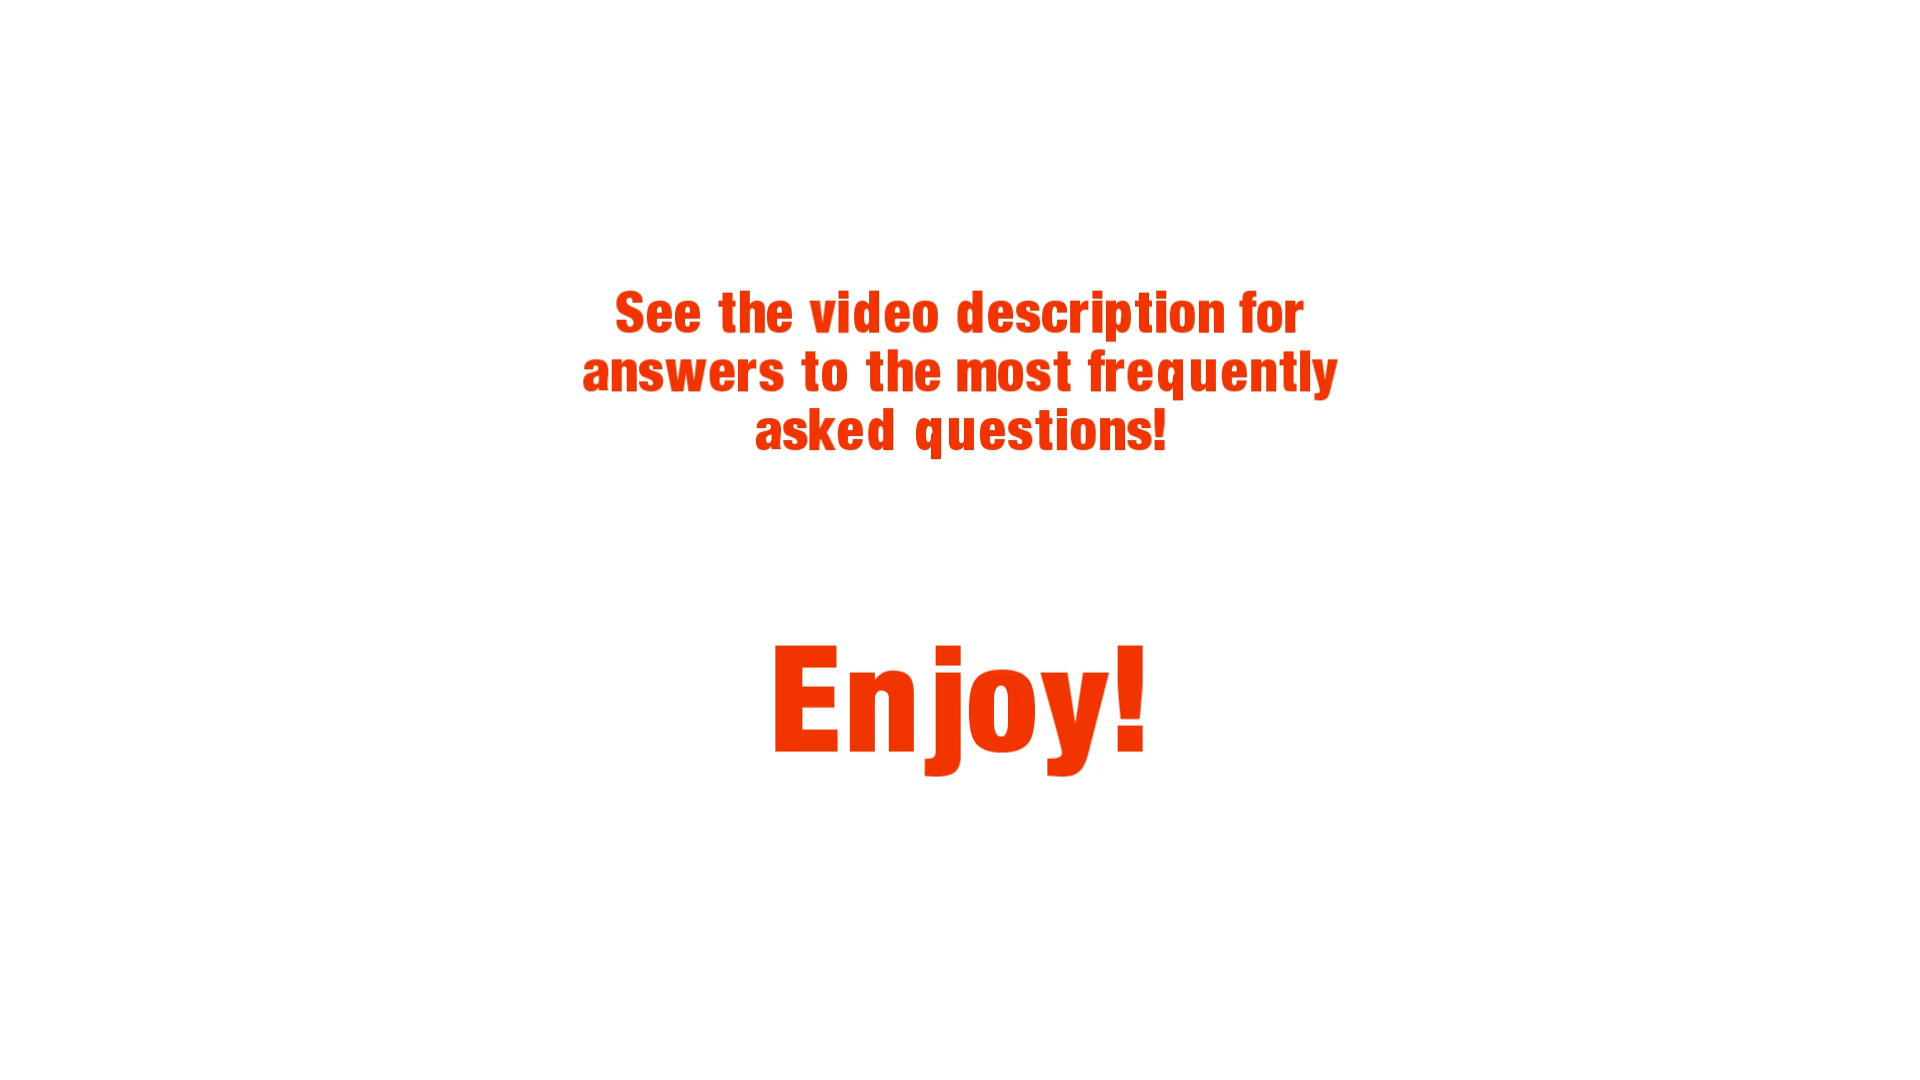 See the video description for
answers to the most frequently
asked questions!
Enjoy!